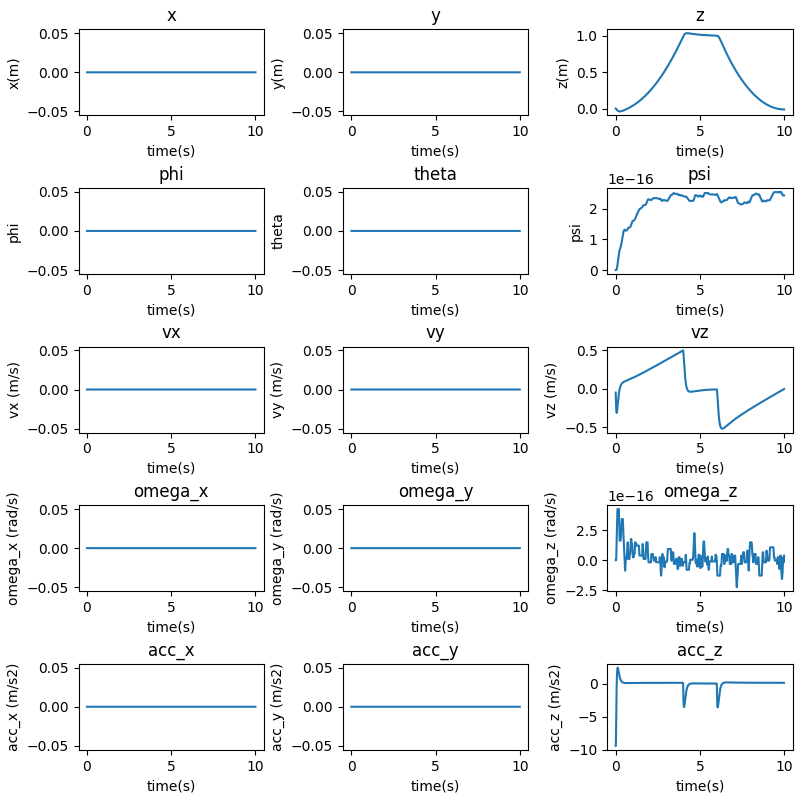 x y z
0.05 0.05 1.0
x(m) 0.00 y(m) 0.00 z(m) 0.5
−0.05 −0.05 0.0
0 5 10 0 5 10 0 5 10
time(s) time(s) time(s)
phi theta psi
1e−16
0.05 0.05 2
phi 0.00 theta 0.00 psi 1
−0.05 −0.05 0
0 5 10 0 5 10 0 5 10
time(s) time(s) time(s)
vx vy vz
0.05 0.05 0.5
vx (m/s) 0.00 vy (m/s) 0.00 vz (m/s) 0.0
−0.05 −0.05 −0.5
0 5 10 0 5 10 0 5 10
time(s) time(s) time(s)
omega_x omega_y omega_z
1e−16
0.05 0.05 2.5
omega_x (rad/s) 0.00 omega_y (rad/s) 0.00 omega_z (rad/s) 0.0
−0.05 −0.05 −2.5
0 5 10 0 5 10 0 5 10
time(s) time(s) time(s)
acc_x acc_y acc_z
0.05 0.05 0
acc_x (m/s2) 0.00 acc_y (m/s2) 0.00 acc_z (m/s2) −5
−0.05 −0.05 −10
0 5 10 0 5 10 0 5 10
time(s) time(s) time(s)